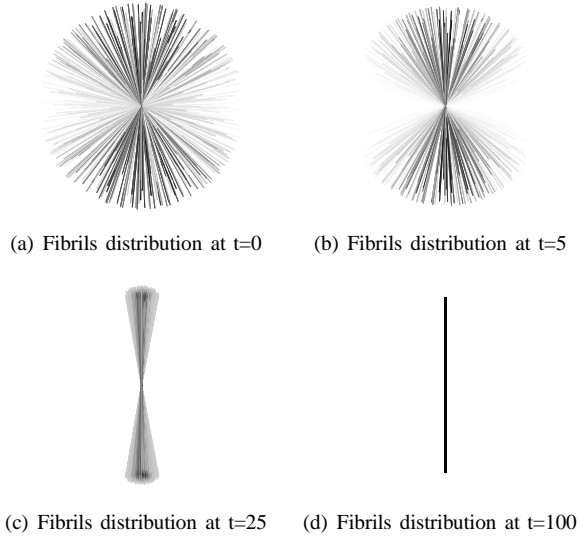 (a) Fibrils distribution at t=0
(b) Fibrils distribution at t=5
(c) Fibrils distribution at t=25
(d) Fibrils distribution at t=100